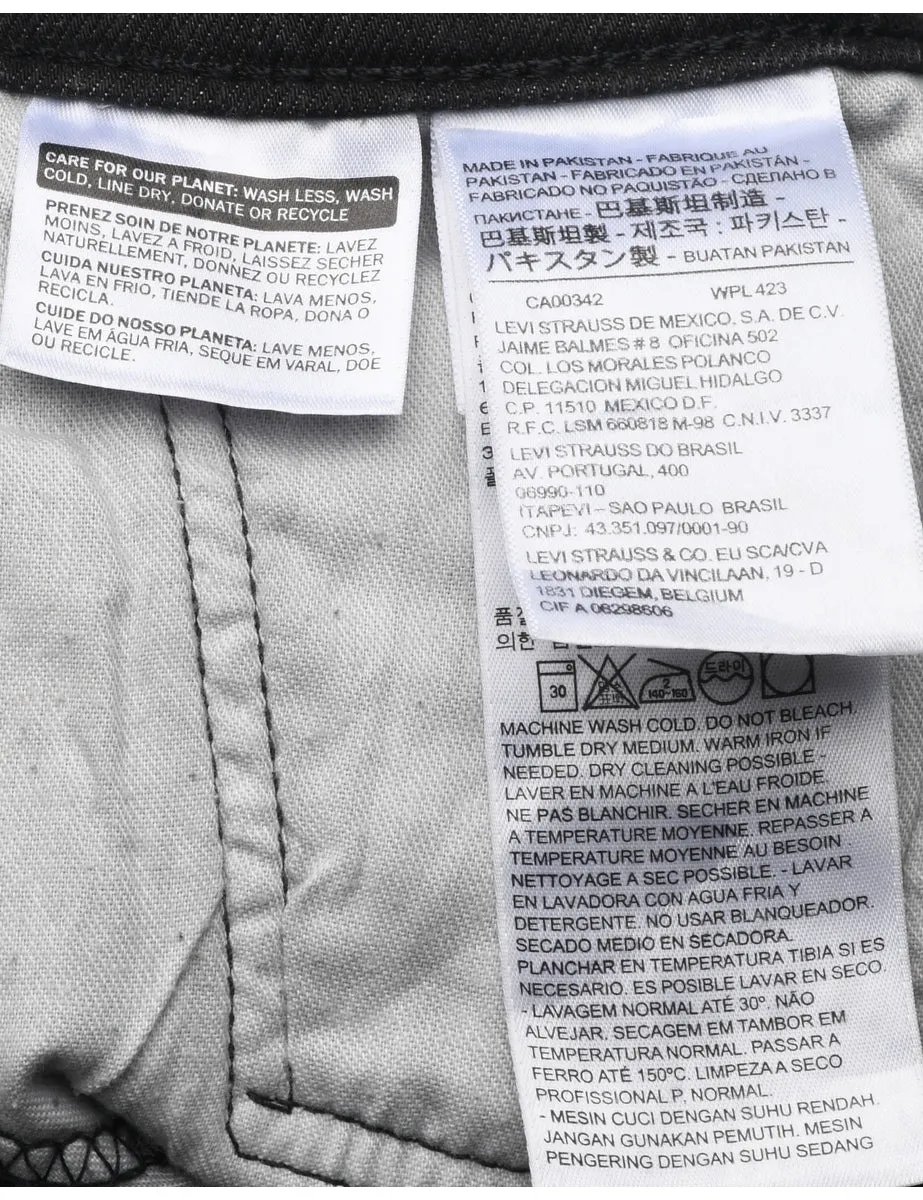 CARE FOR OUR PLANET: WASH LESS, WASH
COLD, LINE DRY, DONATE OR RECYCLE
PRENEZ SOIN DE NOTRE PLANETE: LAVEZ
MOINS, LAVEZ A FROID, LAISSEZ SECHER
NATURELLEMENT, DONNEZ OU RECYCLEZ
CUIDA NUESTRO PLANETA: LAVA MENOS,
LAVA EN FRIO, TIENDE LA ROPA, DONA O
RECICLA.
CUIDE DO NOSSO PLANETA: LAVE MENOS,
LAVE EM ÁGUA FRIA, SEQUE EM VARAL, DOE
OU RECICLE.
MADE IN PAKISTAN - FABRIQUE AU
PAKISTAN - FABRICADO EN PAKISTÁN -
FABRICADO NO PAQUISTÃO - СДЕЛАНО В
ПАКИСТАНЕ - 巴基斯坦制造 -
巴基斯坦製 - 제조국 : 파키스탄 -
パキスタン製 - BUATAN PAKISTAN
CA00342 WPL 423
LEVI STRAUSS DE MEXICO, S.A. DE C.V.
JAIME BALMES # 8 OFICINA 502
COL. LOS MORALES POLANCO
DELEGACION MIGUEL HIDALGO
C.P. 11510 MEXICO D.F.
R.F.C. LSM 660818 M-98 C.N.I.V. 3337
LEVI STRAUSS DO BRASIL
AV. PORTUGAL, 400
06990-110
ITAPEVI – SAO PAULO BRASIL
CNPJ: 43.351.097/0001-90
LEVI STRAUSS & CO. EU SCA/CVA
LEONARDO DA VINCILAAN, 19 - D
1831 DIEGEM, BELGIUM
CIF A 08298606
품
의한
30 2 140~160 드라이
MACHINE WASH COLD. DO NOT BLEACH.
TUMBLE DRY MEDIUM. WARM IRON IF
NEEDED. DRY CLEANING POSSIBLE -
LAVER EN MACHINE A L'EAU FROIDE.
NE PAS BLANCHIR. SECHER EN MACHINE
A TEMPERATURE MOYENNE. REPASSER A
TEMPERATURE MOYENNE AU BESOIN
NETTOYAGE A SEC POSSIBLE. - LAVAR
EN LAVADORA CON AGUA FRIA Y
DETERGENTE. NO USAR BLANQUEADOR.
SECADO MEDIO EN SECADORA.
PLANCHAR EN TEMPERATURA TIBIA SI ES
NECESARIO. ES POSIBLE LAVAR EN SECO.
- LAVAGEM NORMAL ATÉ 30º. NÃO
ALVEJAR. SECAGEM EM TAMBOR EM
TEMPERATURA NORMAL. PASSAR A
FERRO ATÉ 150ºC. LIMPEZA A SECO
PROFISSIONAL P. NORMAL.
- MESIN CUCI DENGAN SUHU RENDAH.
JANGAN GUNAKAN PEMUTIH. MESIN
PENGERING DENGAN SUHU SEDANG